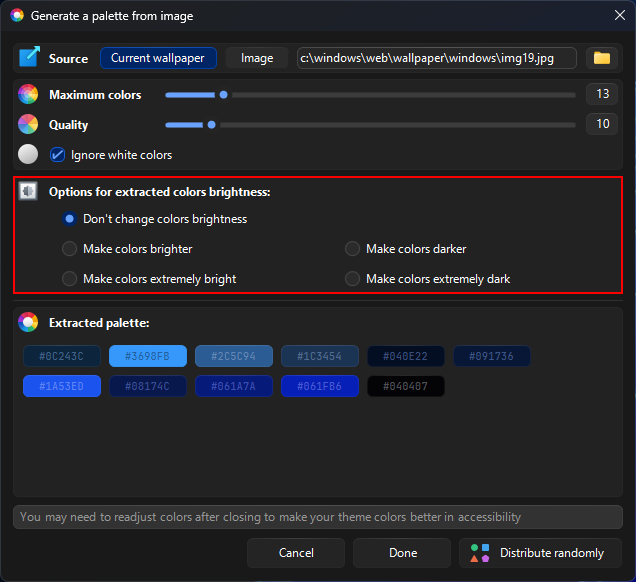 Generate a palette from image
Source Current wallpaper Image c:\windows\web\wallpaper\windows\img19.jpg
Maximum colors 13
Quality 10
Ignore white colors
Options for extracted colors brightness:
Don't change colors brightness
Make colors brighter Make colors darker
Make colors extremely bright Make colors extremely dark
Extracted palette:
#0C243C #3698FB #2C5C94 #1C3454 #040E22 #091736
#1A53ED #08174C #061A7A #061FB6 #040407
You may need to readjust colors after closing to make your theme colors better in accessibility
Cancel Done Distribute randomly